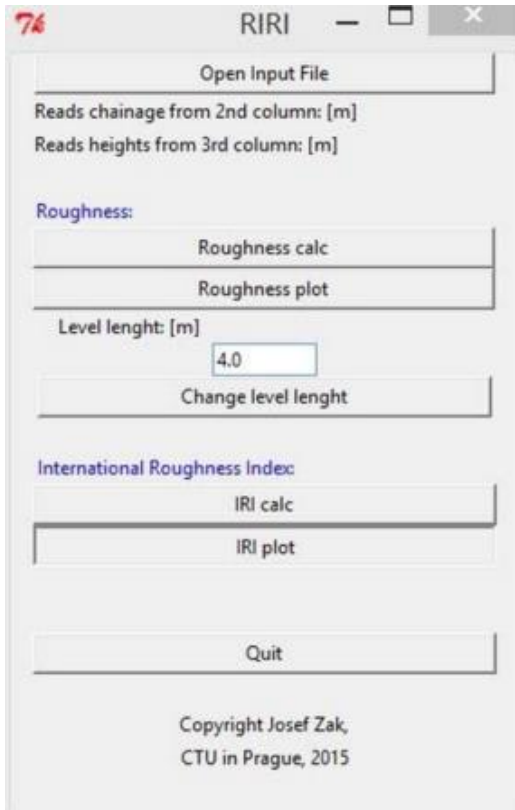 RIRI
Open Input File
Reads chainage from 2nd column: [m]
Reads heights from 3rd column: [m]
Roughness:
Roughness calc
Roughness plot
Level lenght: [m]
4.0
Change level lenght
International Roughness Index:
IRI calc
IRI plot
Quit
Copyright Josef Zak,
CTU in Prague, 2015